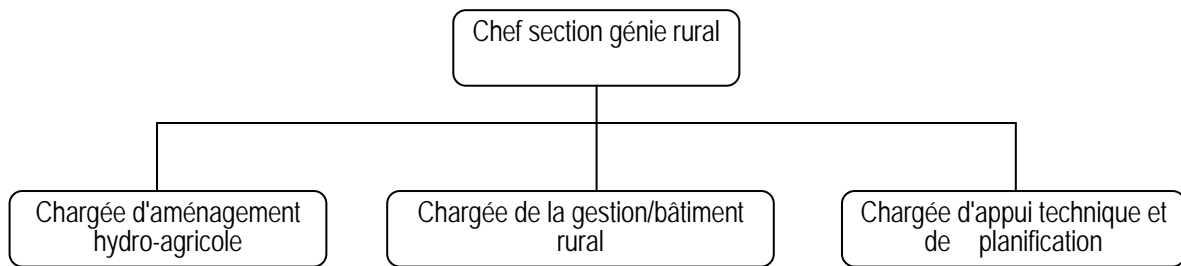 Chef section génie rural
Chargée d'aménagement
hydro-agricole
Chargée de la gestion/bâtiment
rural
Chargée d'appui technique et
de planification